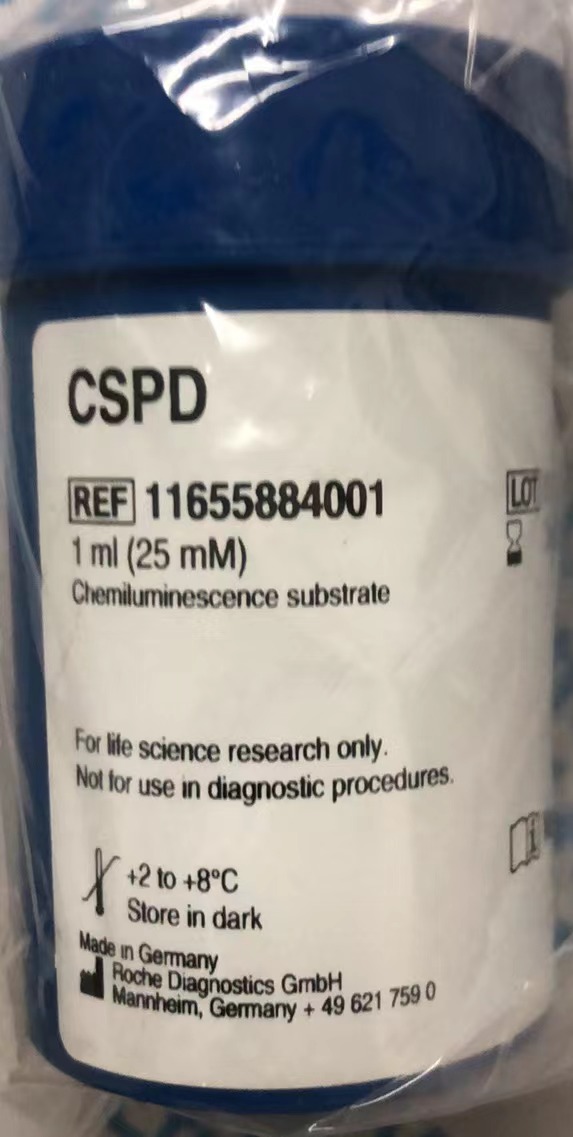 CSPD
REF 11655884001
LOT
1 ml (25 mM)
Chemiluminescence substrate
For life science research only.
Not for use in diagnostic procedures.
+2 to +8°C
Store in dark
Made in Germany
Roche Diagnostics GmbH
Mannheim, Germany + 49 621 759 0